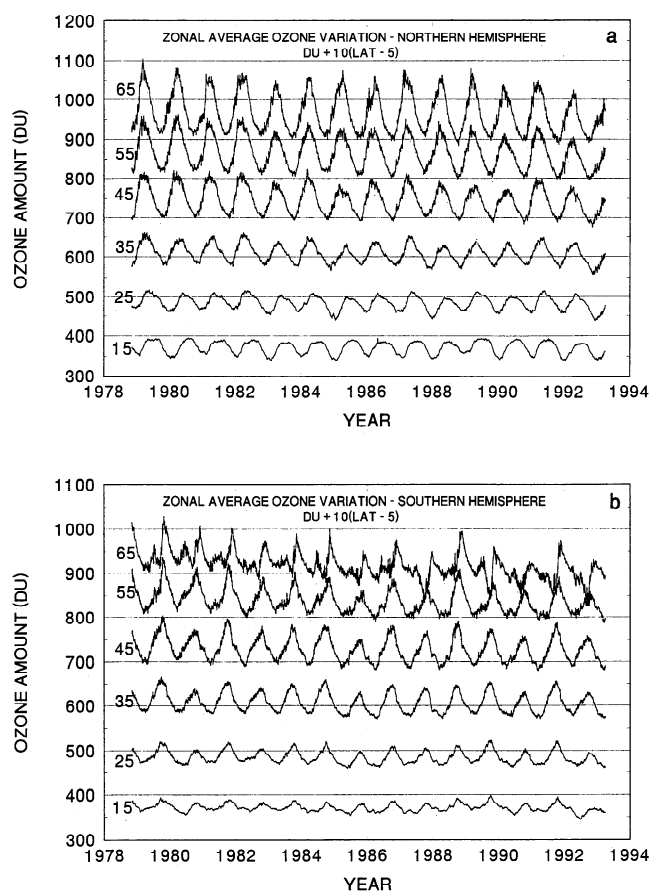 ZONAL AVERAGE OZONE VARIATION - NORTHERN HEMISPHERE
DU + 10(LAT - 5)
a
OZONE AMOUNT (DU)
1200
1100
1000
900
800
700
600
500
400
300
65
55
45
35
25
15
1978 1980 1982 1984 1986 1988 1990 1992 1994
YEAR
ZONAL AVERAGE OZONE VARIATION - SOUTHERN HEMISPHERE
DU + 10(LAT - 5)
b
OZONE AMOUNT (DU)
1100
1000
900
800
700
600
500
400
300
65
55
45
35
25
15
1978 1980 1982 1984 1986 1988 1990 1992 1994
YEAR